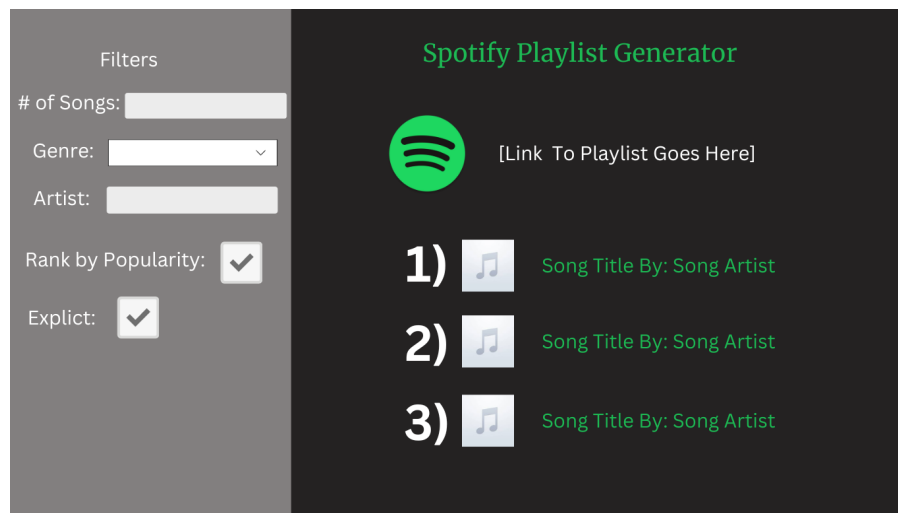 Filters
# of Songs:
Genre:
Artist:
Rank by Popularity:
Explict:
Spotify Playlist Generator
[Link To Playlist Goes Here]
1) Song Title By: Song Artist
2) Song Title By: Song Artist
3) Song Title By: Song Artist